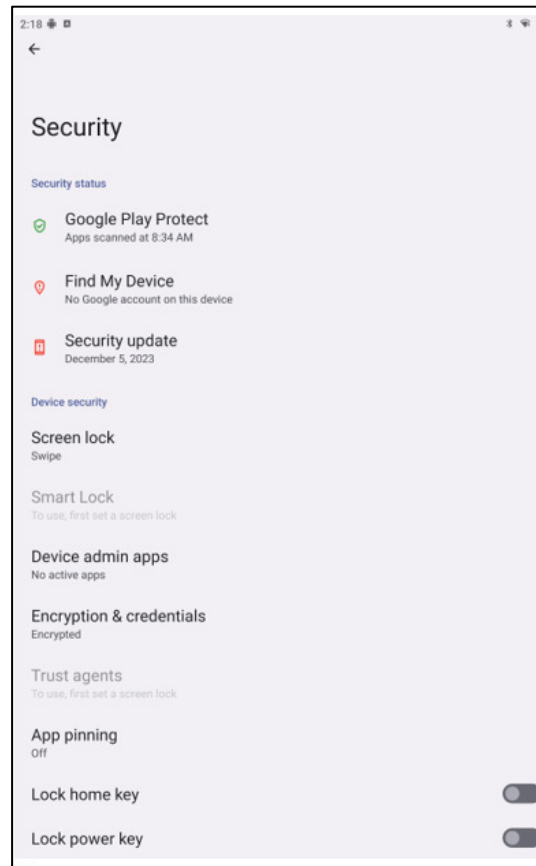 2:18
Security
Security status
Google Play Protect
Apps scanned at 8:34 AM
Find My Device
No Google account on this device
Security update
December 5, 2023
Device security
Screen lock
Swipe
Smart Lock
To use, first set a screen lock
Device admin apps
No active apps
Encryption & credentials
Encrypted
Trust agents
To use, first set a screen lock
App pinning
Off
Lock home key
Lock power key